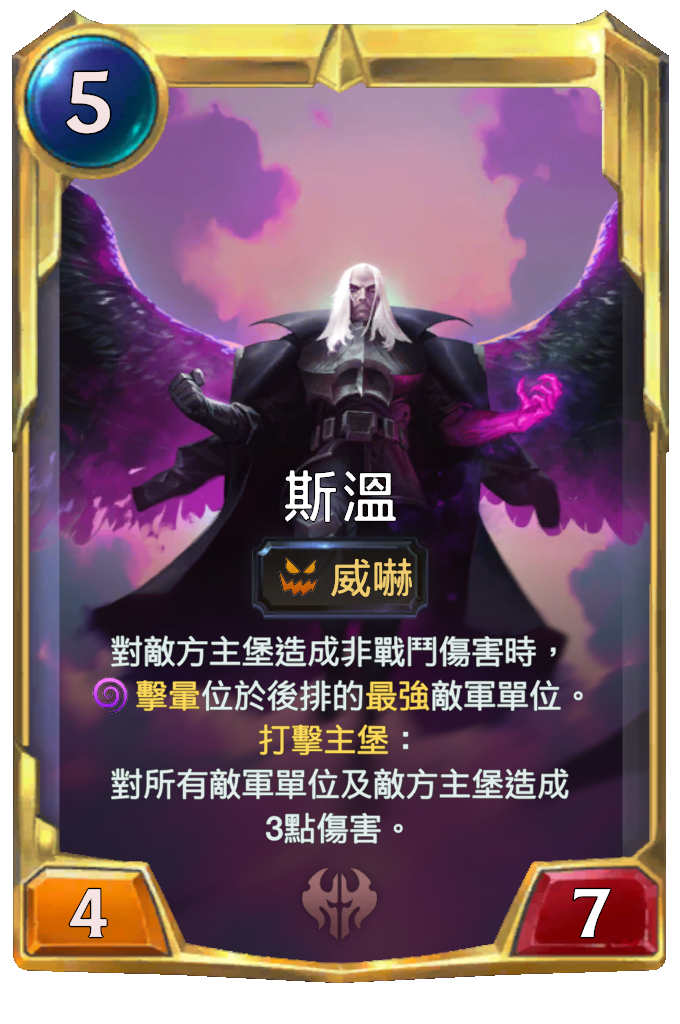 5
斯溫
威嚇
對敵方主堡造成非戰鬥傷害時，
擊暈位於後排的最強敵軍單位。
打擊主堡：
對所有敵軍單位及敵方主堡造成
3點傷害。
4
7